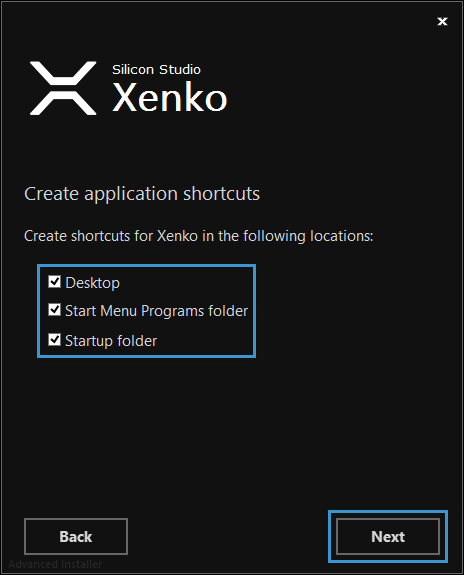 Silicon Studio
Xenko
Create application shortcuts
Create shortcuts for Xenko in the following locations:
Desktop
Start Menu Programs folder
Startup folder
Back
Next
Advanced Installer